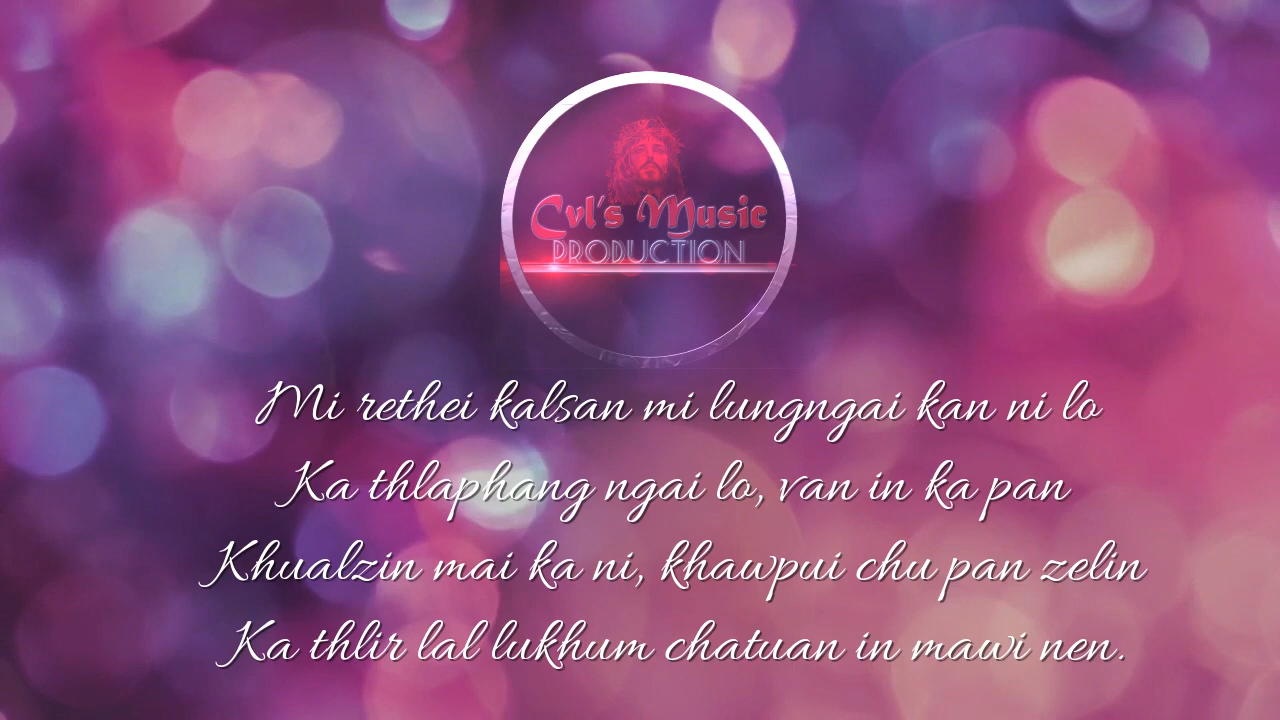 Cvl's Music
PRODUCTION
Mi rethei kalsan mi lungngai kan ni lo
Ka thlaphang ngai lo, van in ka pan
Khualzin mai ka ni, khawpui chu pan zelin
Ka thlir lal lukhum chatuan in mawi nen.